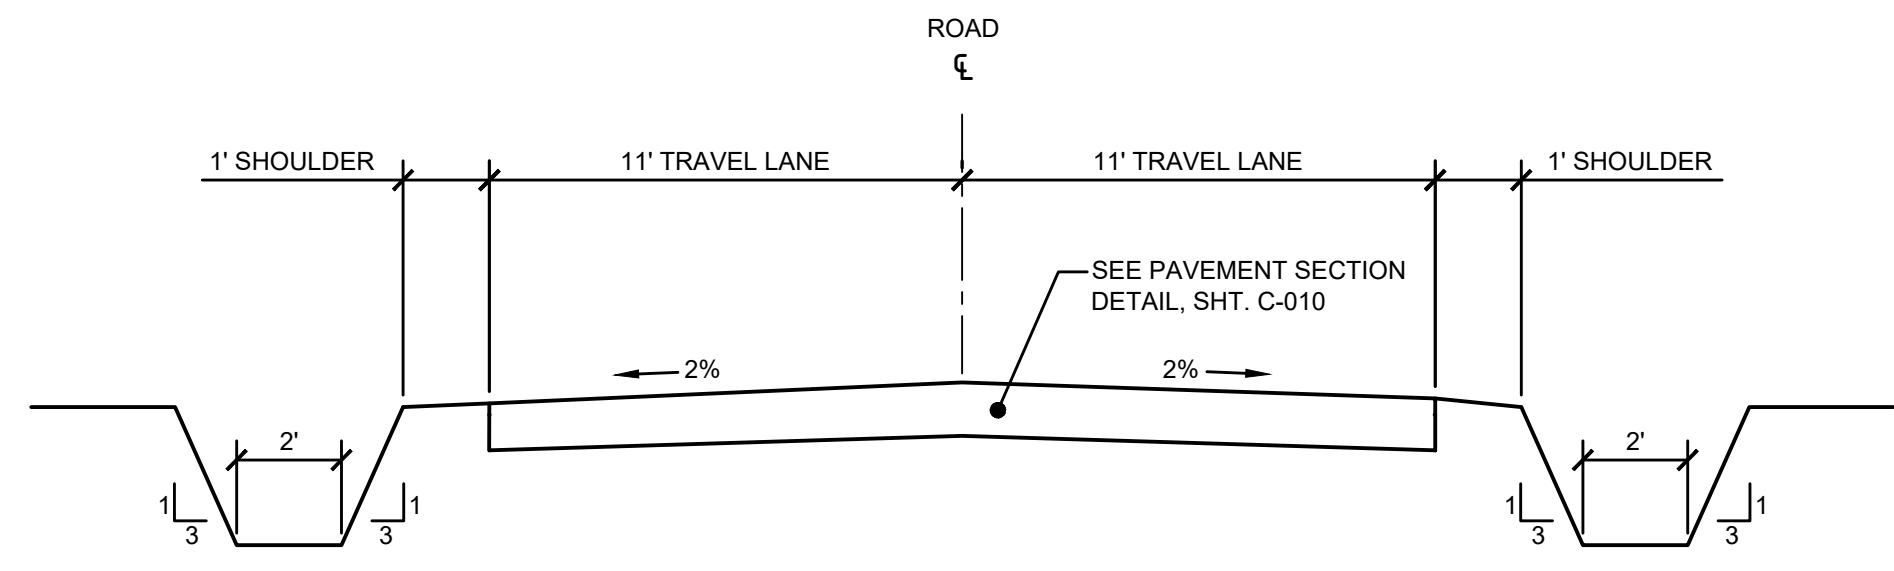 ROAD
℄
1' SHOULDER
11' TRAVEL LANE
11' TRAVEL LANE
1' SHOULDER
SEE PAVEMENT SECTION
DETAIL, SHT. C-010
2%
2%
2'
2'
1
3
1
3
1
3
1
3